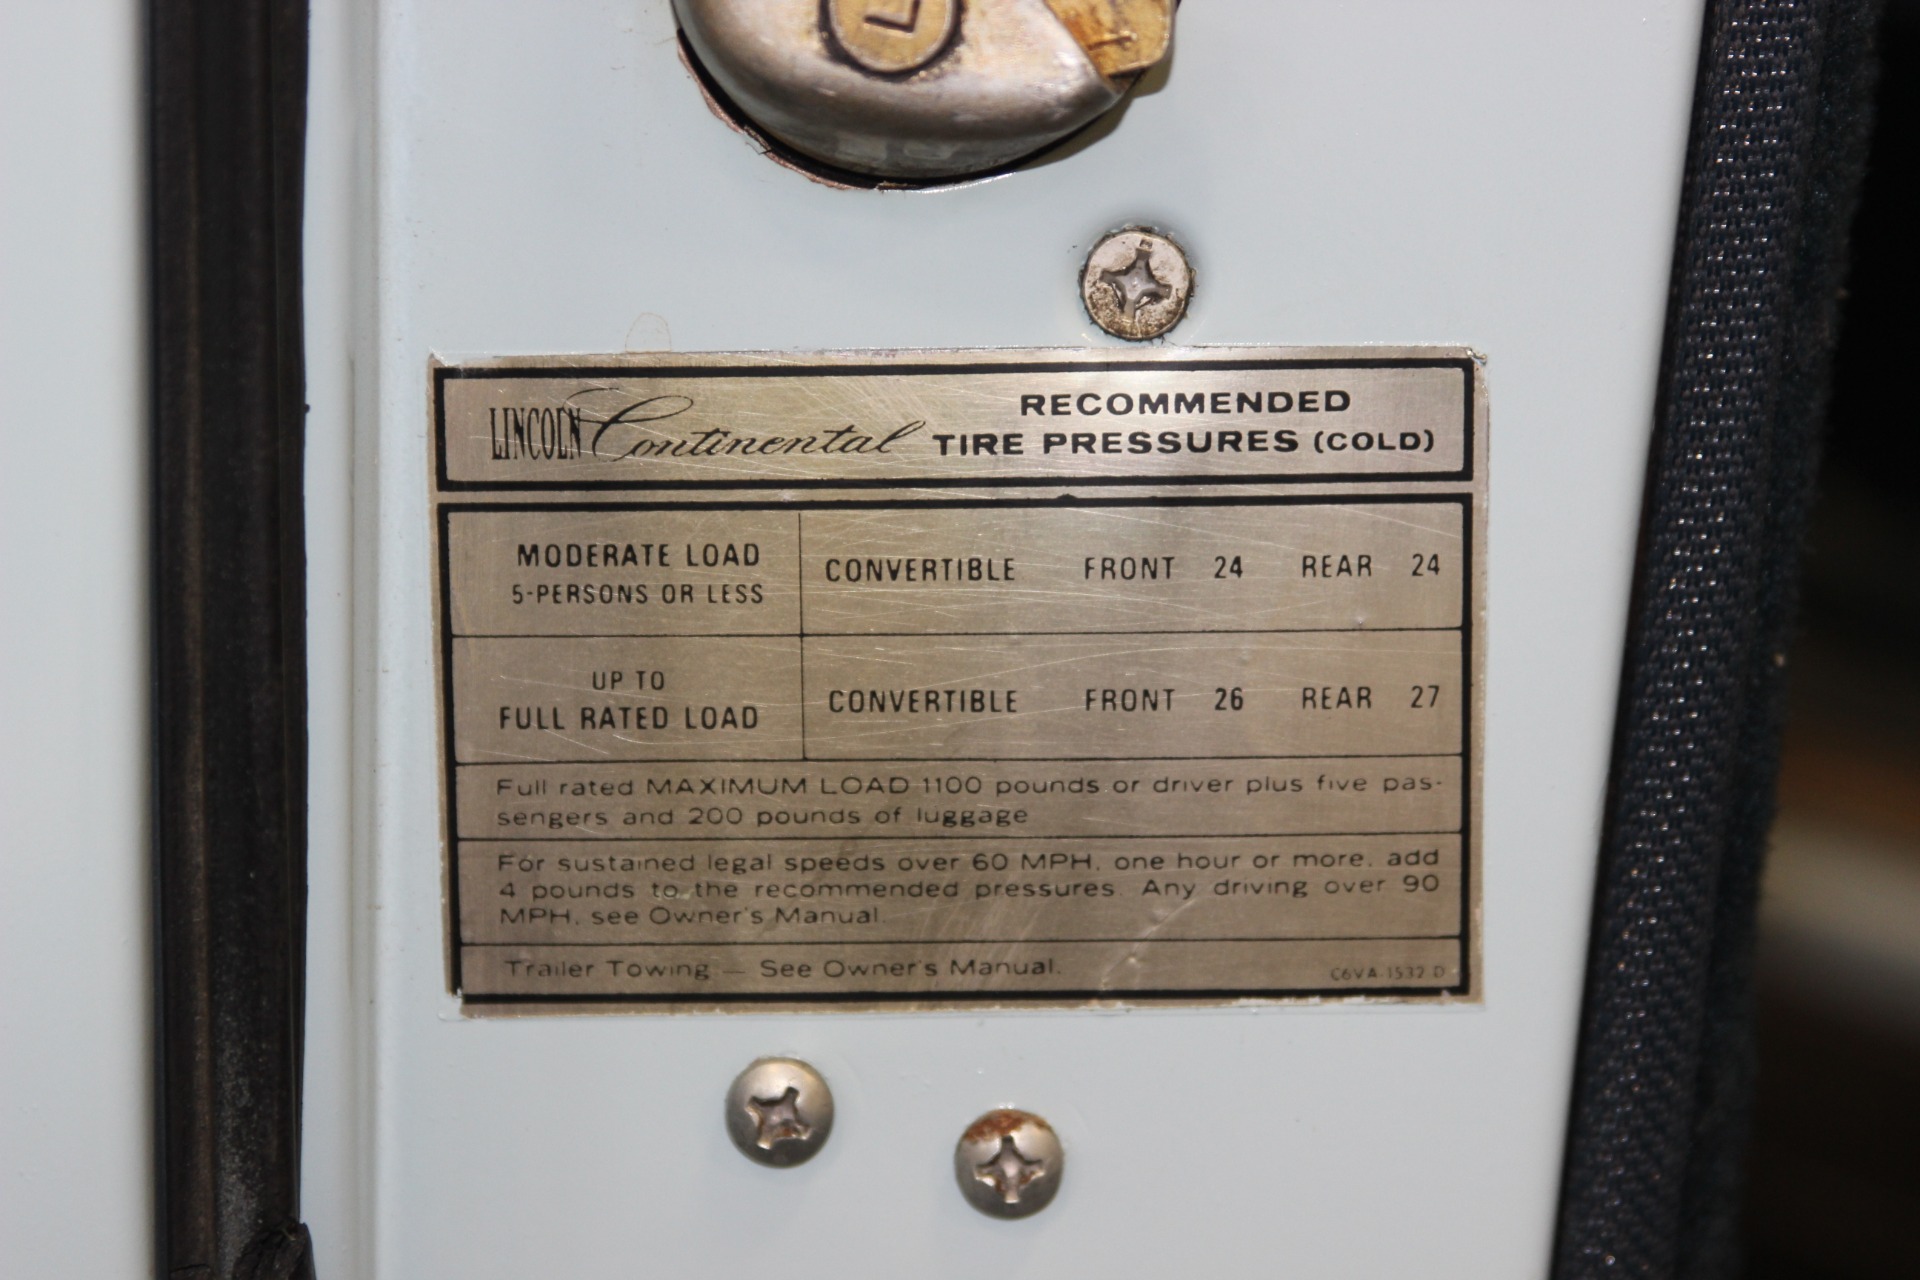 L
LINCOLN Continental RECOMMENDED
TIRE PRESSURES (COLD)
MODERATE LOAD
5-PERSONS OR LESS
CONVERTIBLE FRONT 24 REAR 24
UP TO
FULL RATED LOAD
CONVERTIBLE FRONT 26 REAR 27
Full rated MAXIMUM LOAD 1100 pounds or driver plus five pas-
sengers and 200 pounds of luggage
For sustained legal speeds over 60 MPH, one hour or more, add
4 pounds to the recommended pressures. Any driving over 90
MPH, see Owner's Manual.
Trailer Towing — See Owner's Manual.
C6VA-1532 D